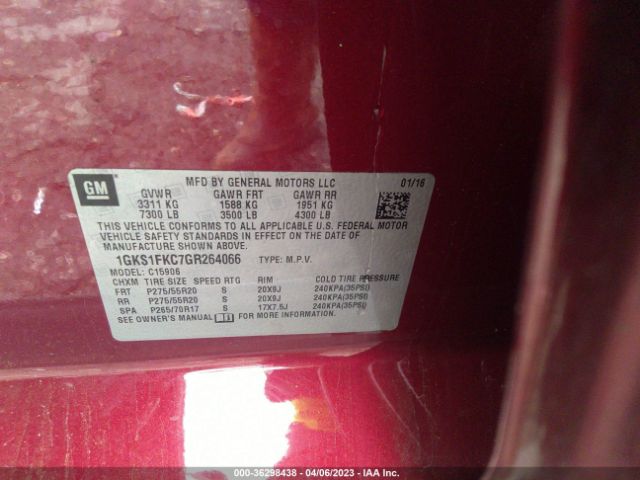 GM
MFD BY GENERAL MOTORS LLC 01/16
GVWR GAWR FRT GAWR RR
3311 KG 1588 KG 1951 KG
7300 LB 3500 LB 4300 LB
THIS VEHICLE CONFORMS TO ALL APPLICABLE U.S. FEDERAL MOTOR
VEHICLE SAFETY STANDARDS IN EFFECT ON THE DATE OF
MANUFACTURE SHOWN ABOVE.
1GKS1FKC7GR264066 TYPE: M.P.V.
MODEL: C15906
CHXM TIRE SIZE SPEED RTG RIM COLD TIRE PRESSURE
FRT P275/55R20 S 20X9J 240KPA(35PSI)
RR P275/55R20 S 20X9J 240KPA(35PSI)
SPA P265/70R17 S 17X7.5J 240KPA(35PSI)
SEE OWNER'S MANUAL FOR MORE INFORMATION.
000-36298438 - 04/06/2023 - IAA Inc.